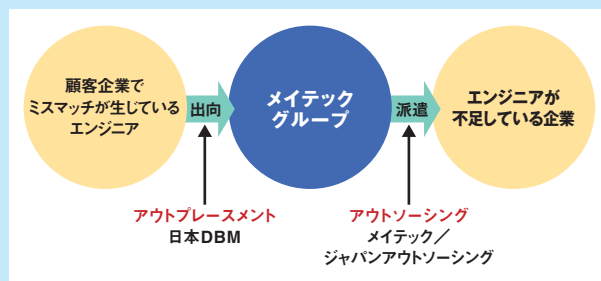 顧客企業で
ミスマッチが生じている
エンジニア
出向
メイテック
グループ
派遣
エンジニアが
不足している企業
アウトプレースメント
日本DBM
アウトソーシング
メイテック／
ジャパンアウトソーシング